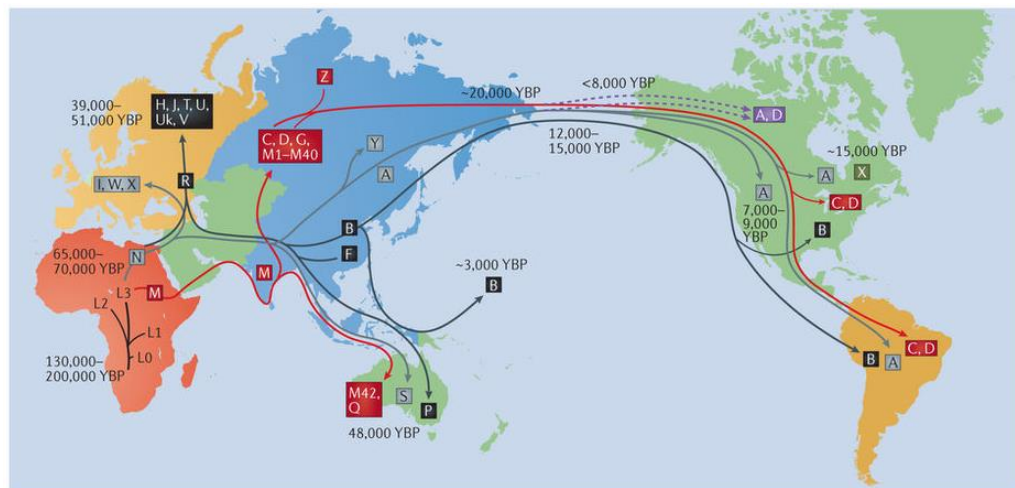 Z
~20,000 YBP
<8,000 YBP
39,000–
51,000 YBP
H, J, T, U,
Uk, V
A, D
C, D, G,
M1–M40
Y
A
12,000–
15,000 YBP
~15,000 YBP
X
A
I, W, X
R
A
7,000–
9,000
YBP
C, D
B
B
65,000–
70,000 YBP
N
F
M
~3,000 YBP
B
L3
M
L2
L1
L0
130,000–
200,000 YBP
B
A
C, D
M42,
Q
S
P
48,000 YBP